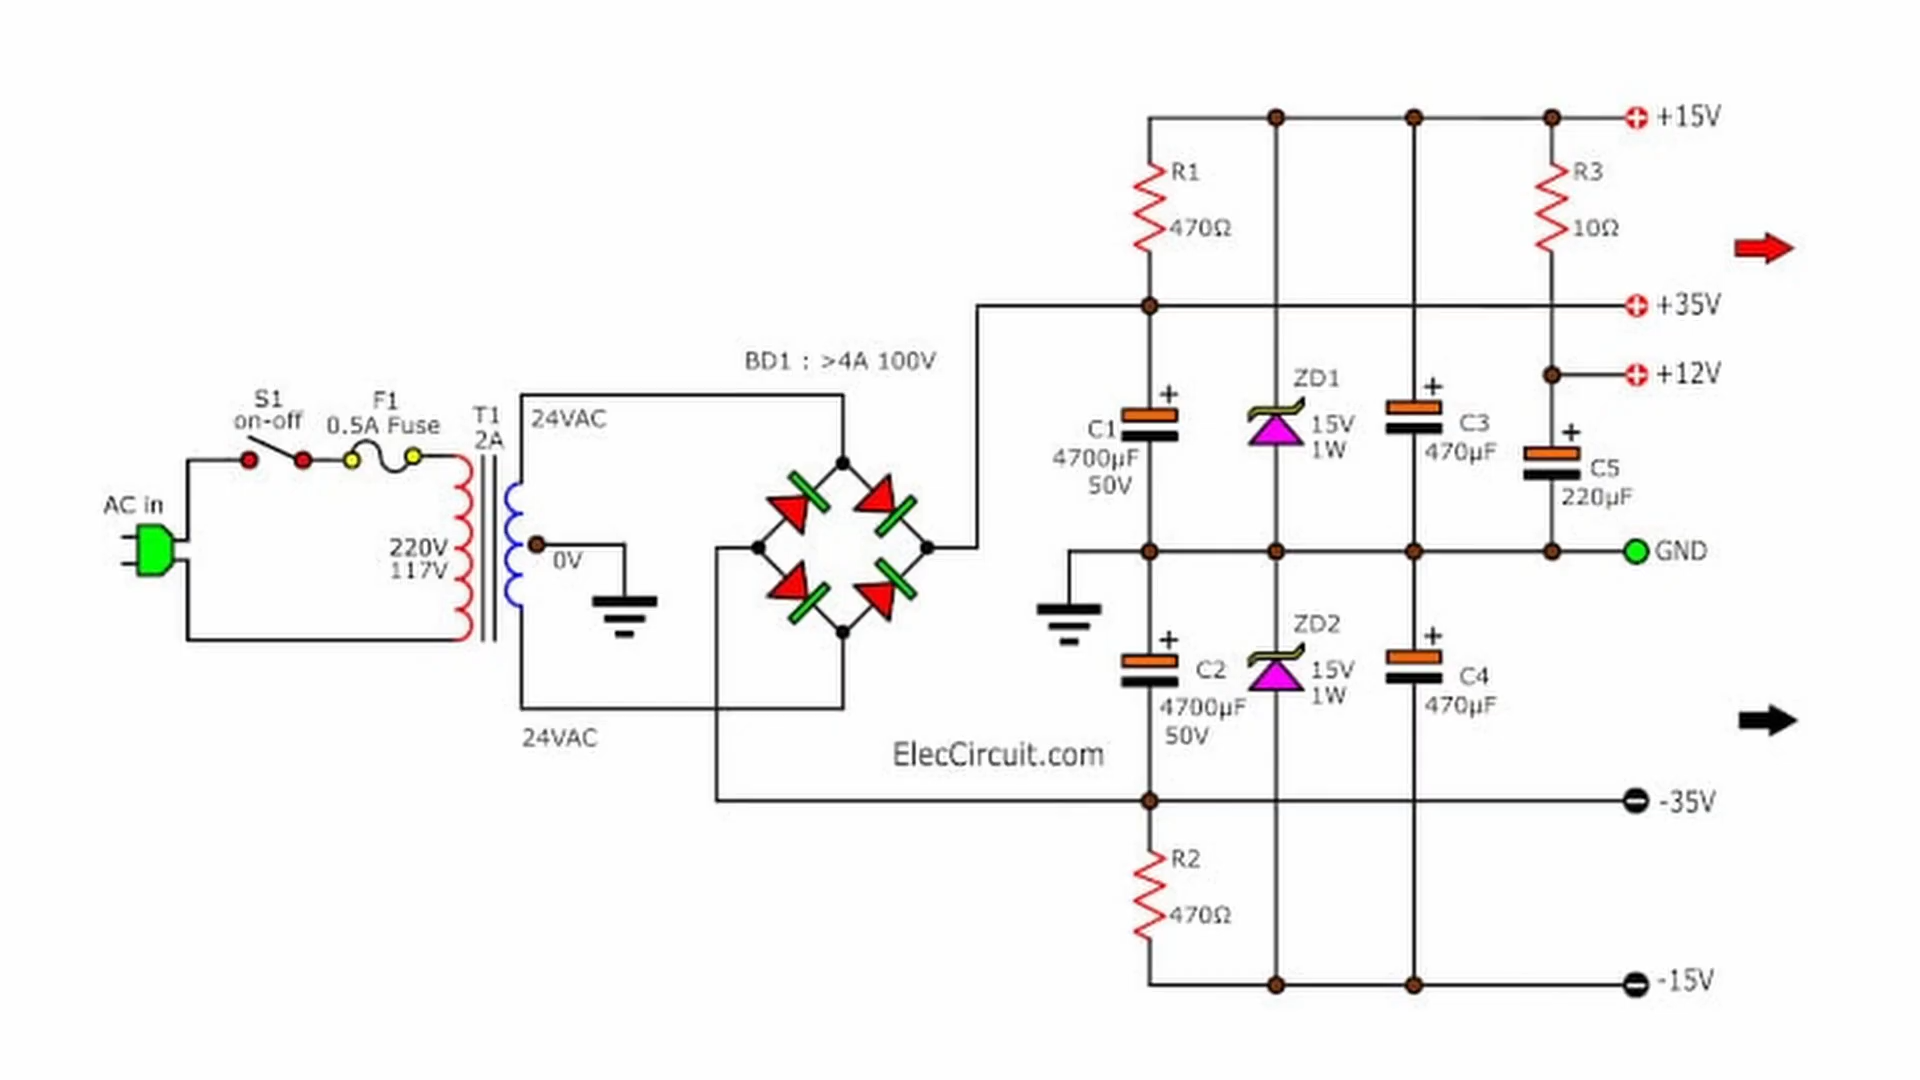 +15V
R1
470Ω
R3
10Ω
+35V
BD1 : >4A 100V
+12V
S1
on-off
F1
0.5A Fuse
T1
2A
24VAC
ZD1
15V
1W
C1
4700µF
50V
C3
470µF
C5
220µF
AC in
220V
117V
0V
GND
ZD2
15V
1W
C2
4700µF
50V
C4
470µF
24VAC
ElecCircuit.com
-35V
R2
470Ω
-15V